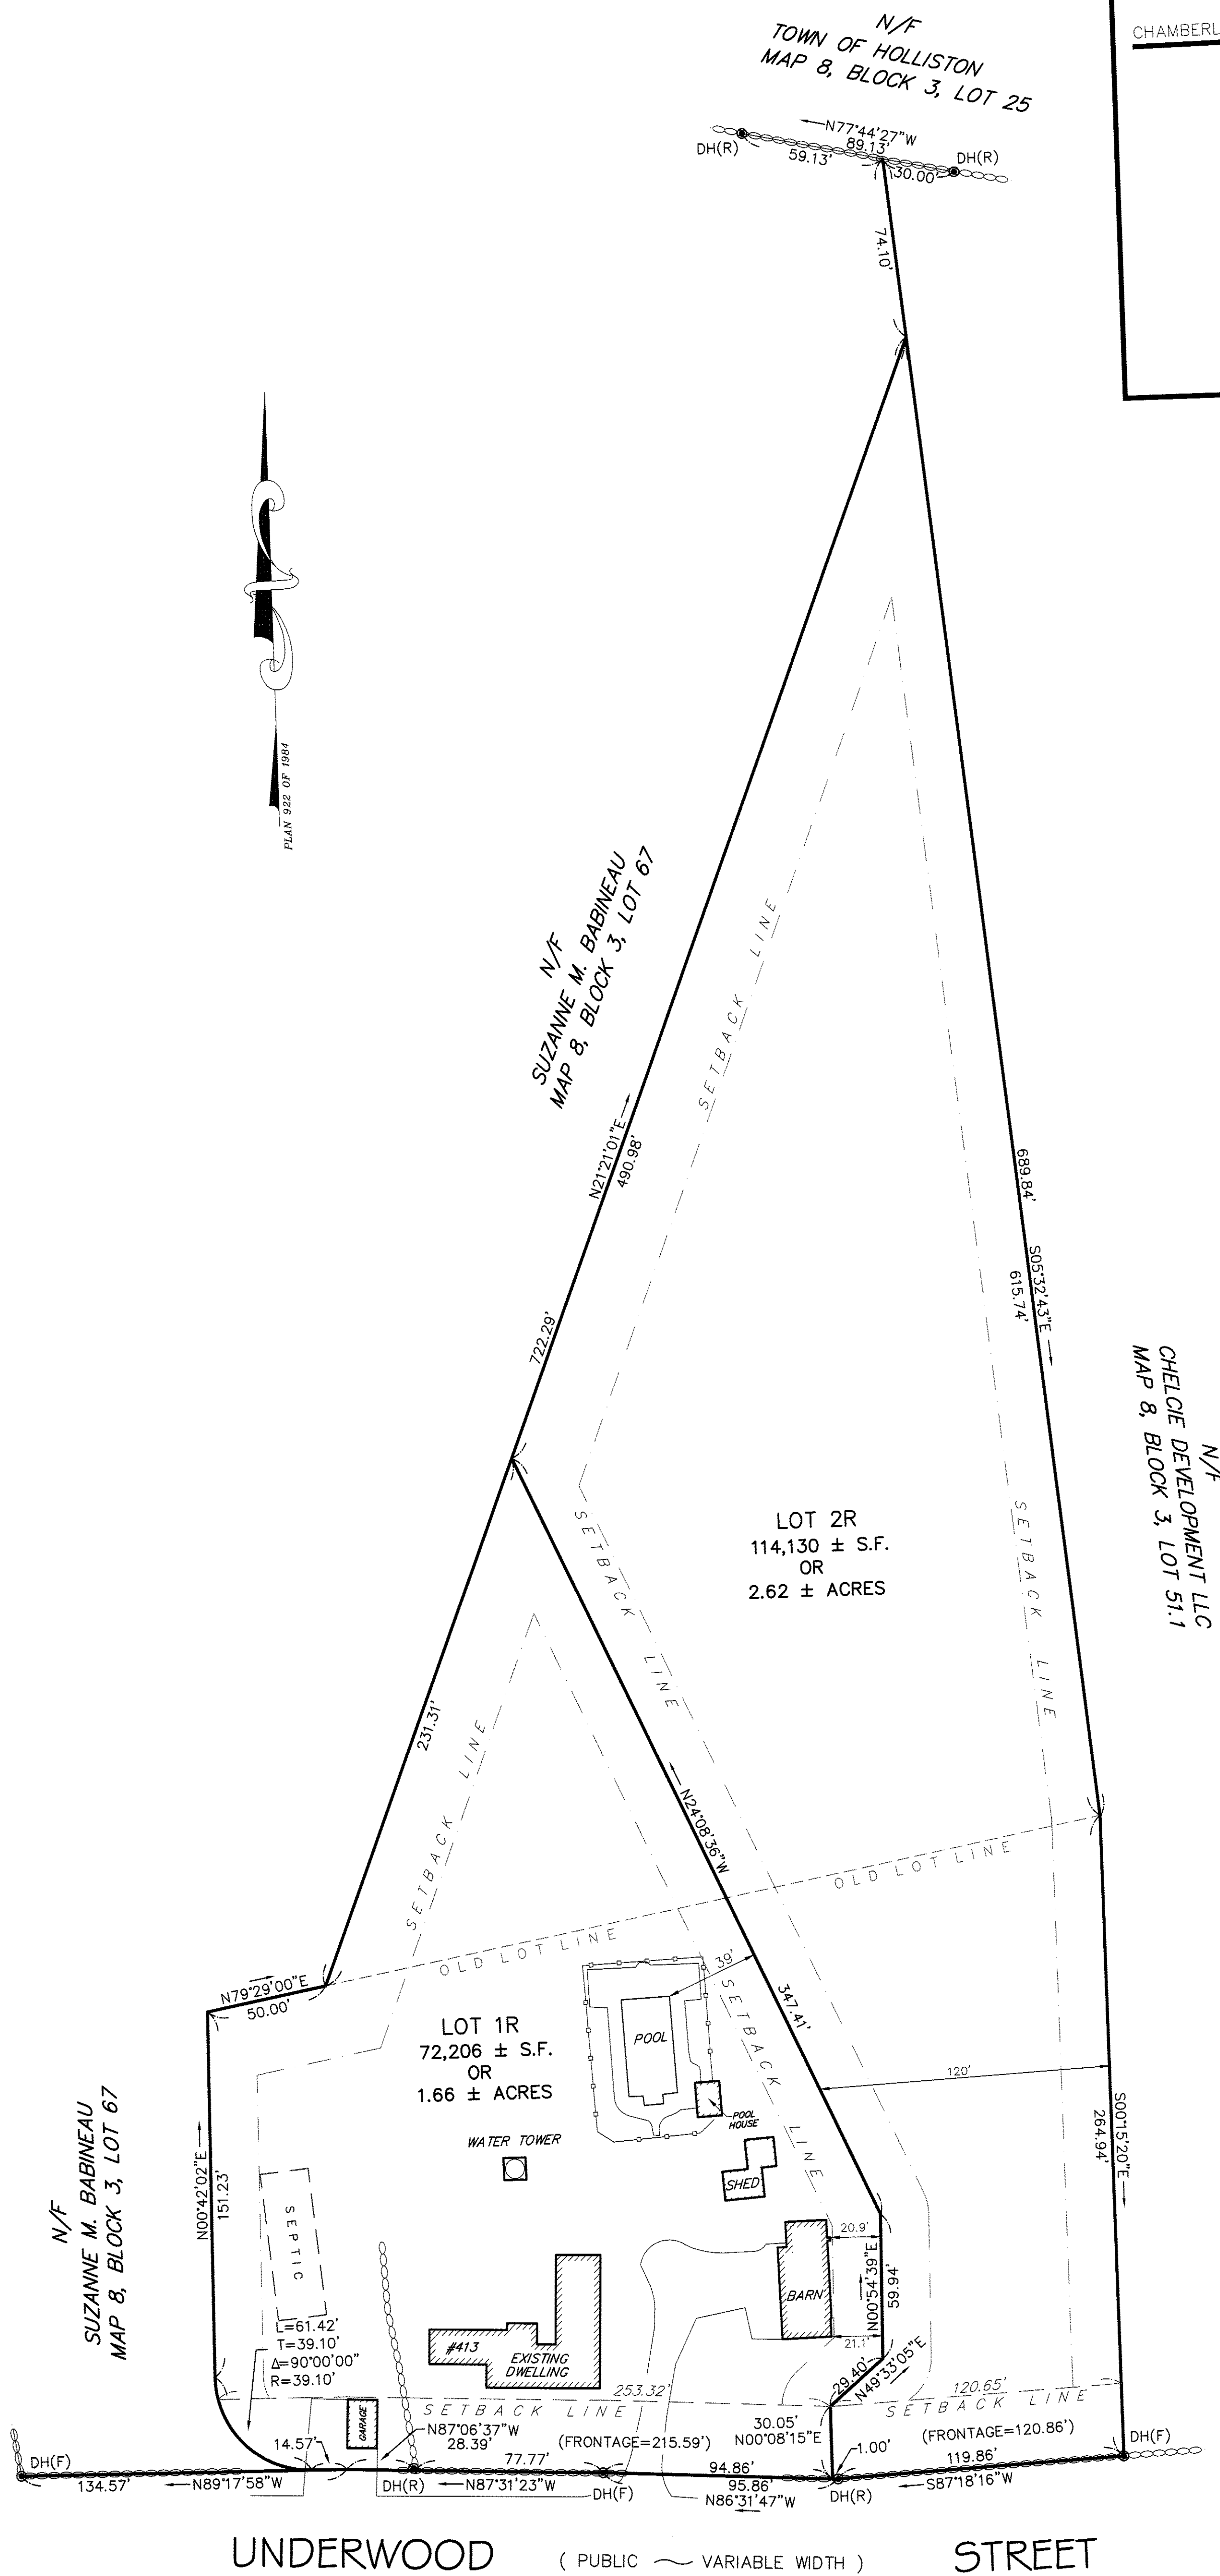 CHAMBERL
N/F
TOWN OF HOLLISTON
MAP 8, BLOCK 3, LOT 25
N77°44'27"W
89.13'
DH(R)
59.13'
30.00'
DH(R)
74.10'
PLAN 922 OF 1984
N/F
SUZANNE M. BABINEAU
MAP 8, BLOCK 3, LOT 67
SETBACK LINE
N21°21'01"E
490.98'
689.84'
S05°32'43"E
615.74'
722.29'
N/F
CHELCIE DEVELOPMENT LLC
MAP 8, BLOCK 3, LOT 51.1
LOT 2R
114,130 ± S.F.
OR
2.62 ± ACRES
SETBACK LINE
SETBACK LINE
231.31'
SETBACK LINE
N24°08'36"W
OLD LOT LINE
OLD LOT LINE
N79°29'00"E
50.00'
39'
SETBACK LINE
347.41'
LOT 1R
72,206 ± S.F.
OR
1.66 ± ACRES
POOL
120'
POOL
HOUSE
S00°15'20"E
264.94'
WATER TOWER
SHED
N/F
SUZANNE M. BABINEAU
MAP 8, BLOCK 3, LOT 67
N00°42'02"E
151.23'
SEPTIC
20.9'
BARN
N00°54'39"E
59.94'
21.1'
L=61.42'
T=39.10'
Δ=90°00'00"
R=39.10'
#413
EXISTING
DWELLING
29.40'
N49°33'05"E
253.32'
120.65'
SETBACK LINE
SETBACK LINE
GARAGE
N87°06'37"W
28.39'
30.05'
N00°08'15"E
(FRONTAGE=215.59')
(FRONTAGE=120.86')
14.57'
77.77'
94.86'
1.00'
119.86'
DH(F)
DH(F)
134.57'
N89°17'58"W
DH(R)
N87°31'23"W
DH(F)
95.86'
N86°31'47"W
DH(R)
S87°18'16"W
UNDERWOOD ( PUBLIC ~ VARIABLE WIDTH ) STREET